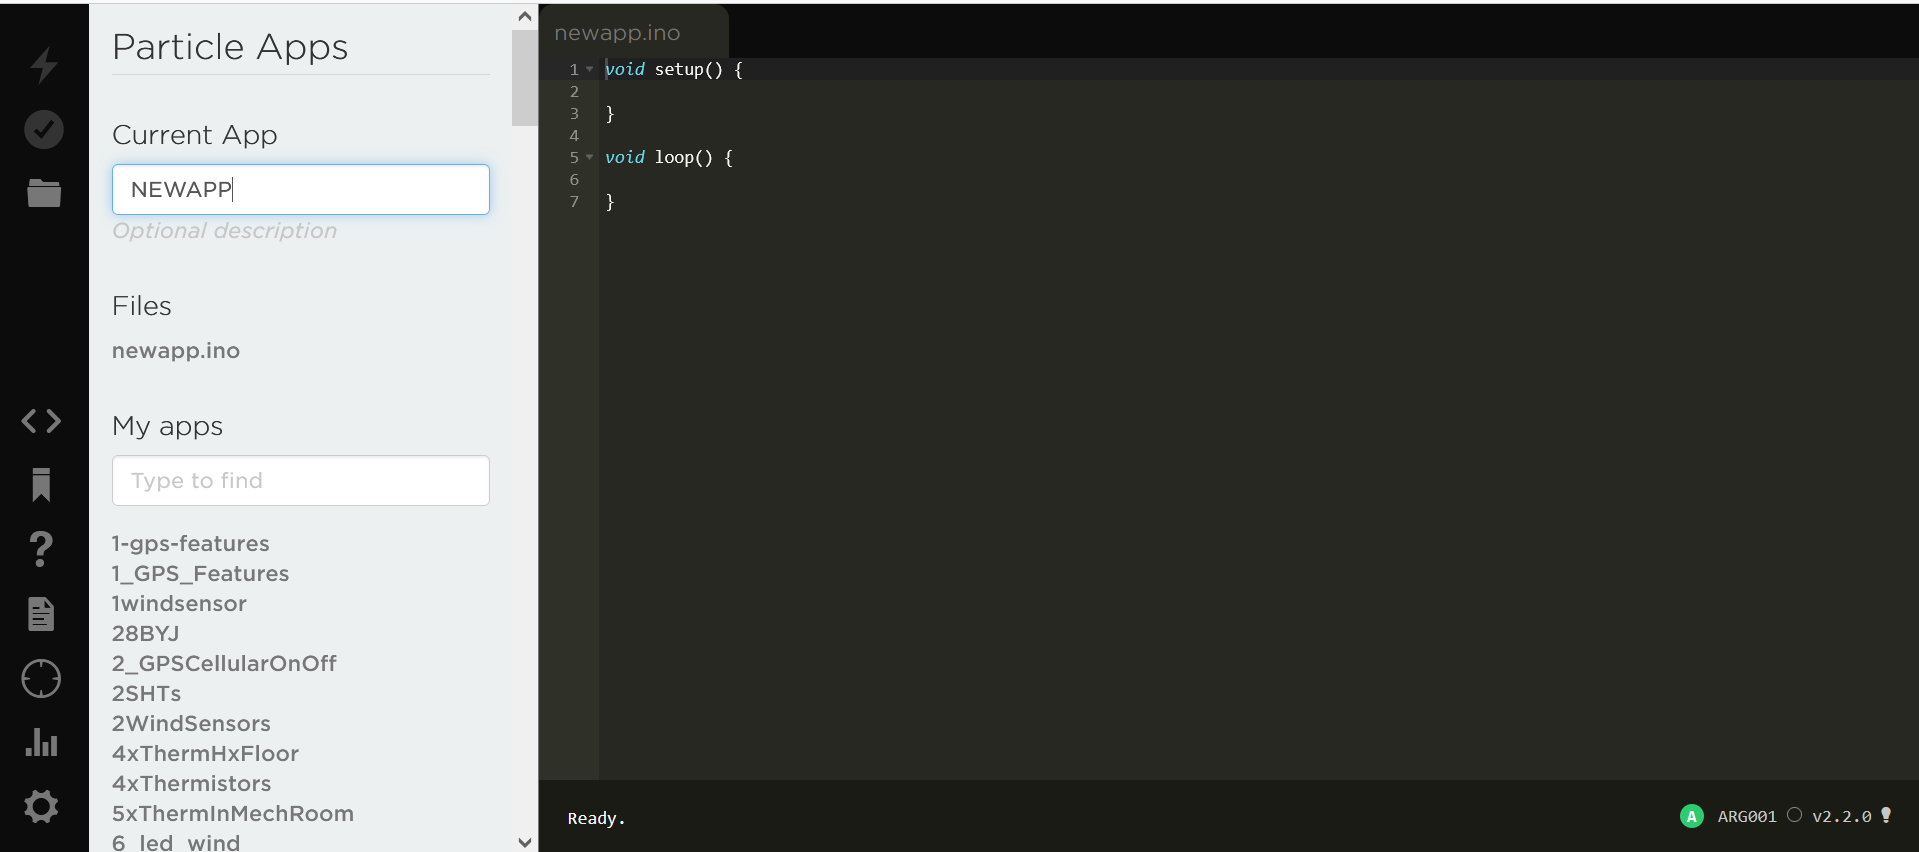 Particle Apps
Current App
NEWAPP
Optional description
Files
newapp.ino
My apps
Type to find
1-gps-features
1_GPS_Features
1windsensor
28BYJ
2_GPSCellularOnOff
2SHTs
2WindSensors
4xThermHxFloor
4xThermistors
5xThermInMechRoom
6_led_wind
newapp.ino
1 void setup() {
2
3 }
4
5 void loop() {
6
7 }
Ready.
A ARG001 v2.2.0